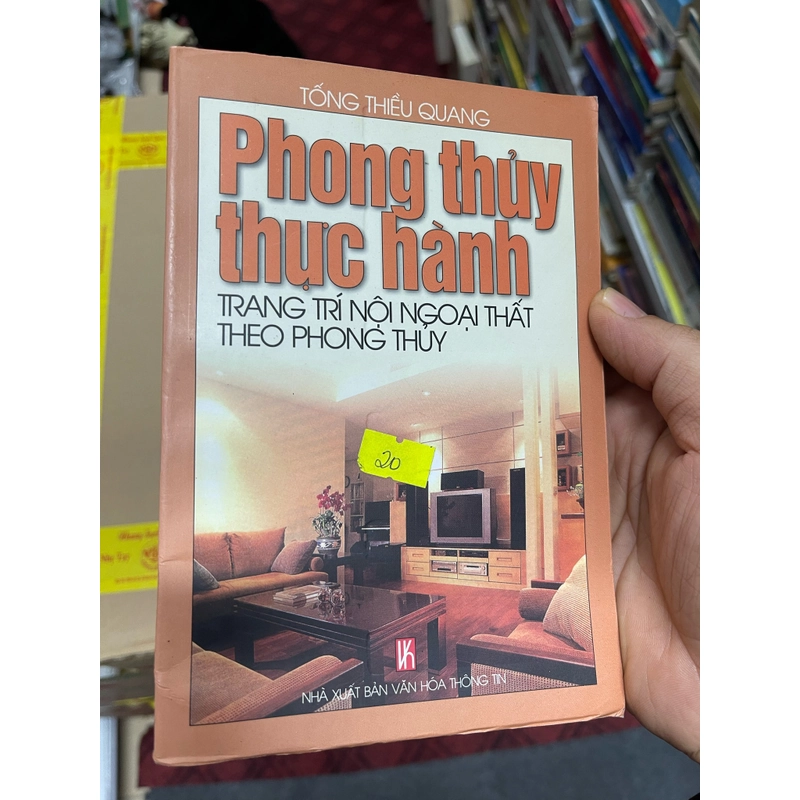 TỐNG THIỀU QUANG
Phong thủy
thực hành
TRANG TRÍ NỘI NGOẠI THẤT
THEO PHONG THỦY
20
NHÀ XUẤT BẢN VĂN HÓA THÔNG TIN